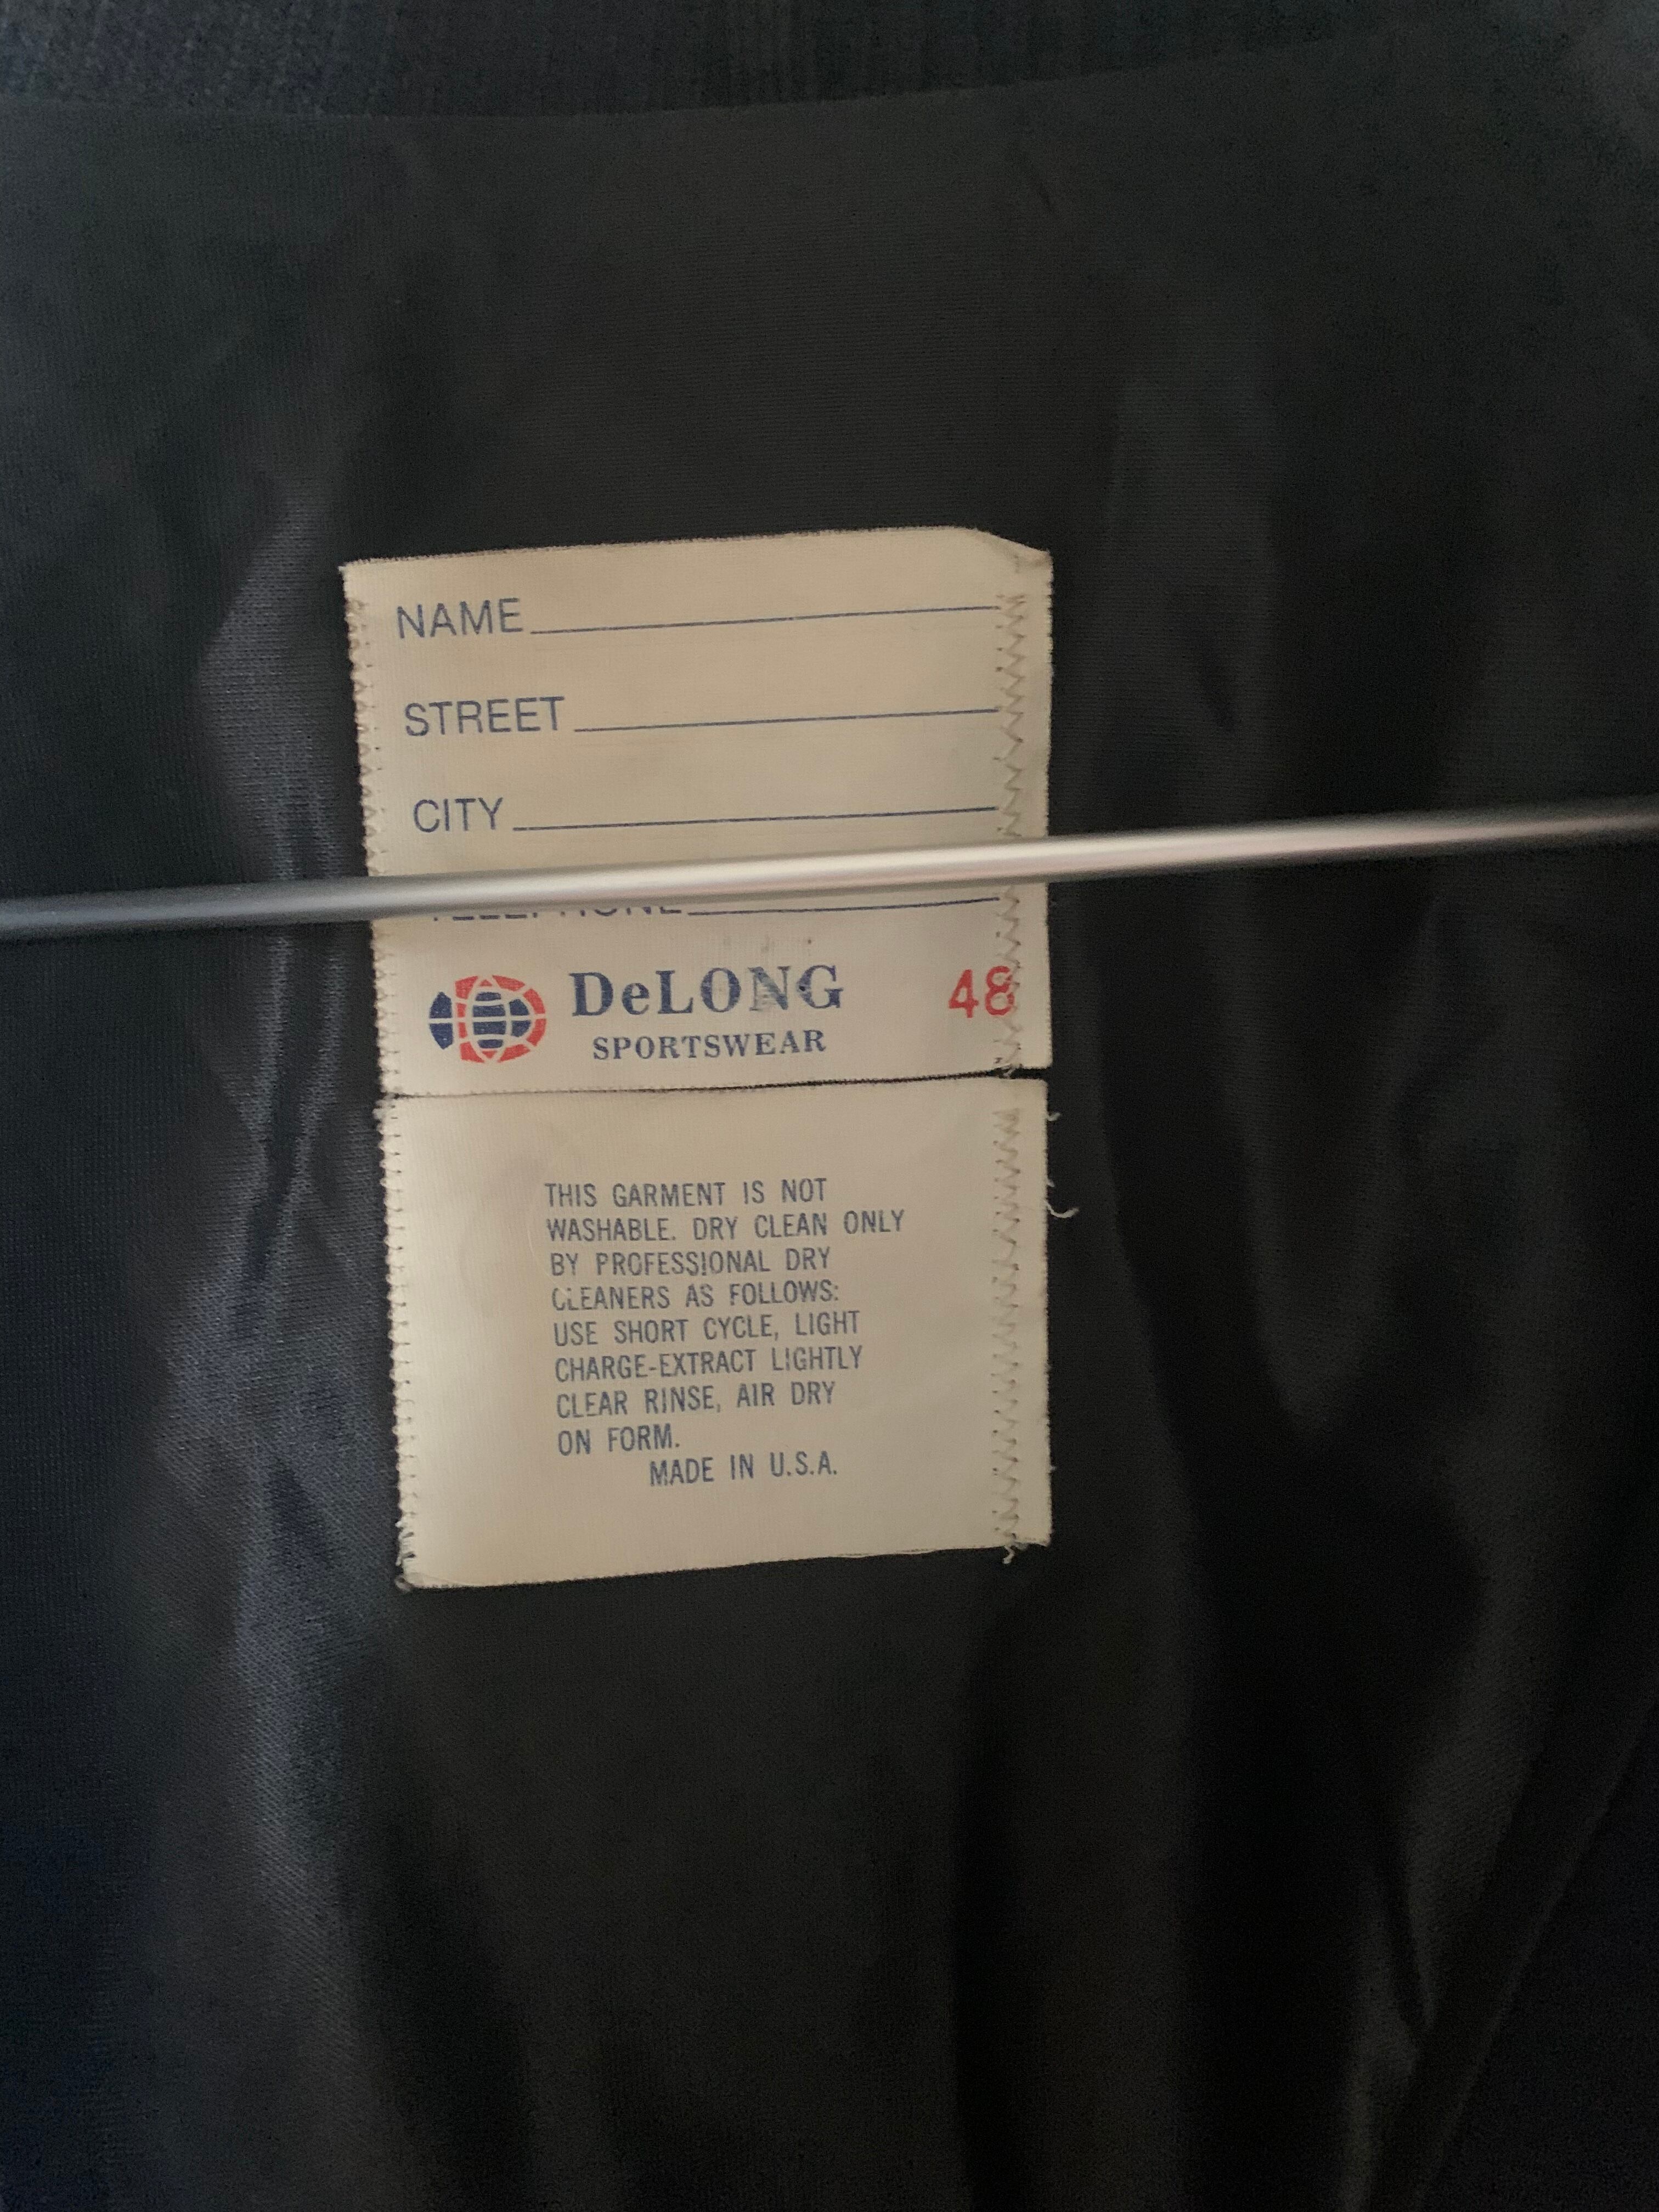 NAME
STREET
CITY
TELEPHONE
DeLONG 48
SPORTSWEAR
THIS GARMENT IS NOT
WASHABLE. DRY CLEAN ONLY
BY PROFESSIONAL DRY
CLEANERS AS FOLLOWS:
USE SHORT CYCLE, LIGHT
CHARGE-EXTRACT LIGHTLY
CLEAR RINSE, AIR DRY
ON FORM.
MADE IN U.S.A.